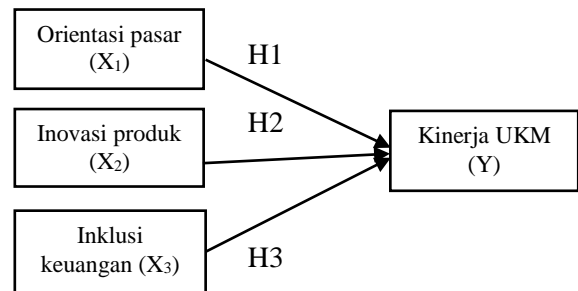 Orientasi pasar
(X₁)
H1
Inovasi produk
(X₂)
H2
Kinerja UKM
(Y)
Inklusi
keuangan (X₃)
H3